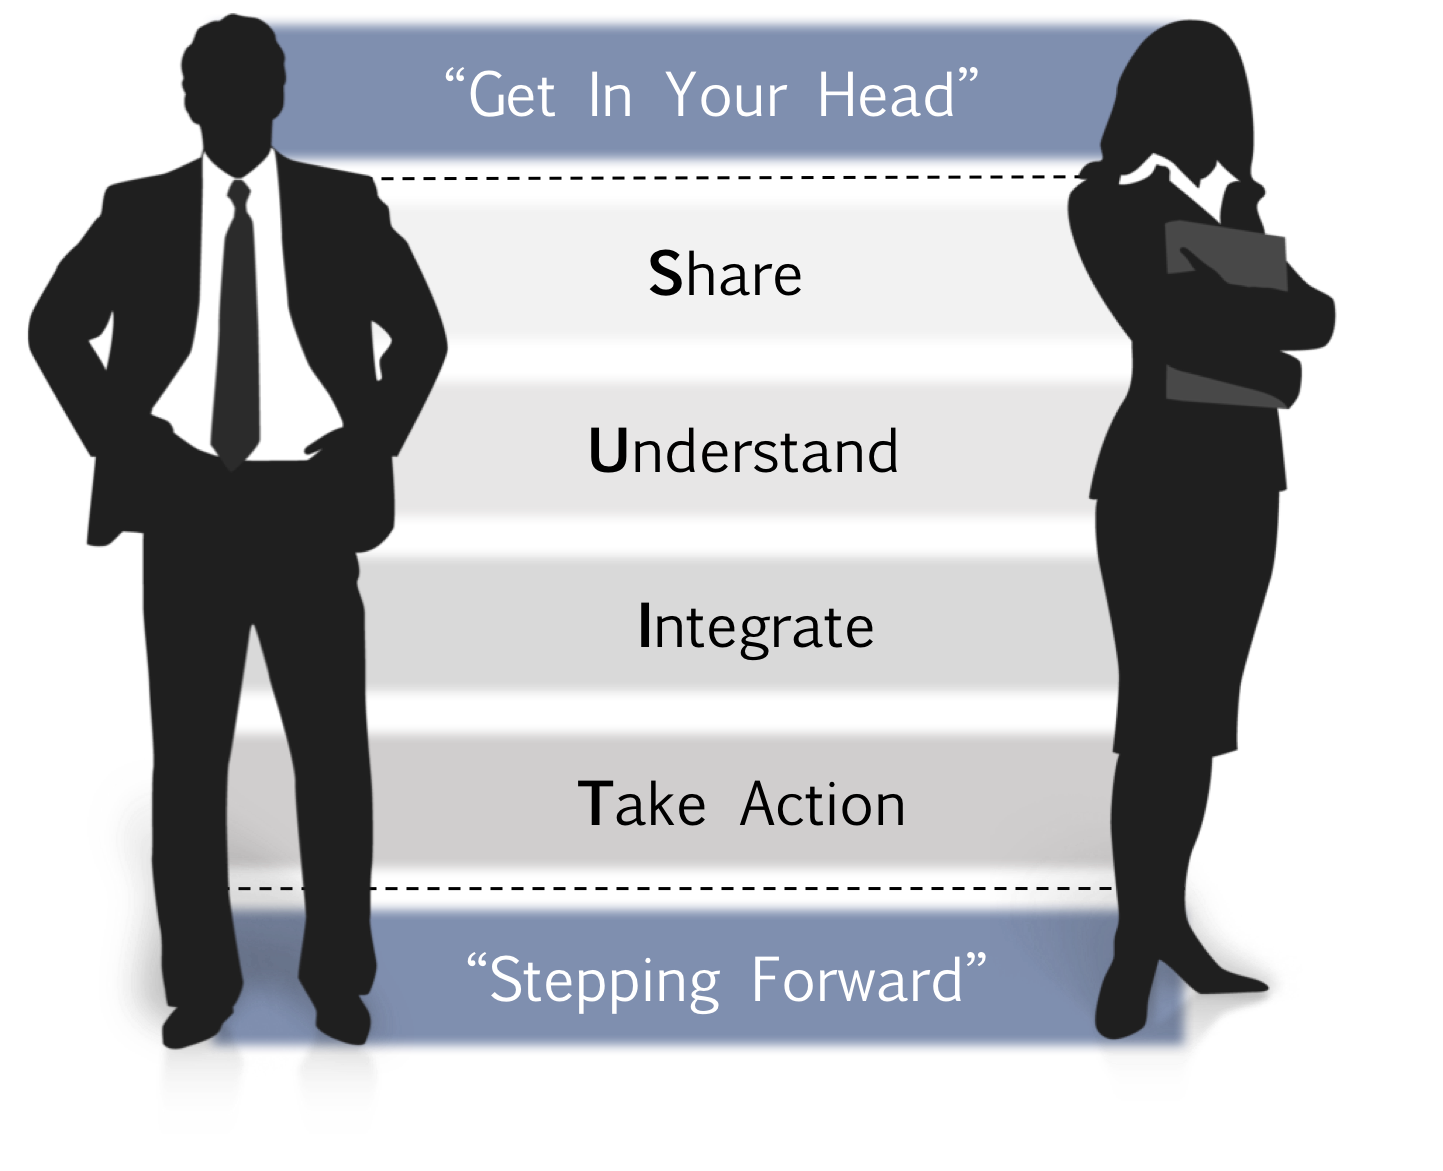 “Get In Your Head”
Share
Understand
Integrate
Take Action
“Stepping Forward”